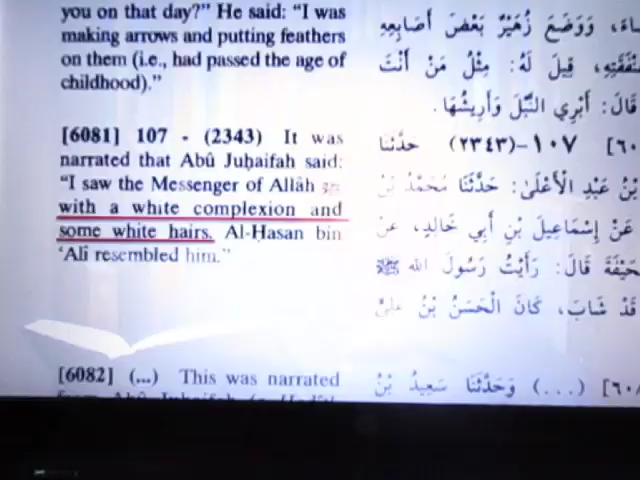 you on that day?" He said: "I was
making arrows and putting feathers
on them (i.e., had passed the age of
childhood)."
[6081] 107 - (2343) It was
narrated that Abû Juḥaifah said:
"I saw the Messenger of Allâh
with a white complexion and
some white hairs. Al-Ḥasan bin
'Alî resembled him."
[6082] (...) This was narrated
وَوَضَعَ زُهَيْرٌ بَعْضَ أَصَابِعِهِ
قِيلَ لَهُ: مِثْلُ مَنْ أَنْتَ
قَالَ: أَبْرِي النَّبْلَ وَأَرِيشُهَا.
١٠٧-(٢٣٤٣) حَدَّثَنَا
بْنُ عَبْدِ الْأَعْلَى: حَدَّثَنَا مُحَمَّدُ بْنُ
عَنْ إِسْمَاعِيلَ بْنِ أَبِي خَالِدٍ، عَنْ
قَالَ: رَأَيْتُ رَسُولَ اللهِ ﷺ
قَدْ شَابَ، كَانَ الْحَسَنُ بْنُ عَلِيٍّ
(...) وَحَدَّثَنَا سَعِيدُ بْنُ